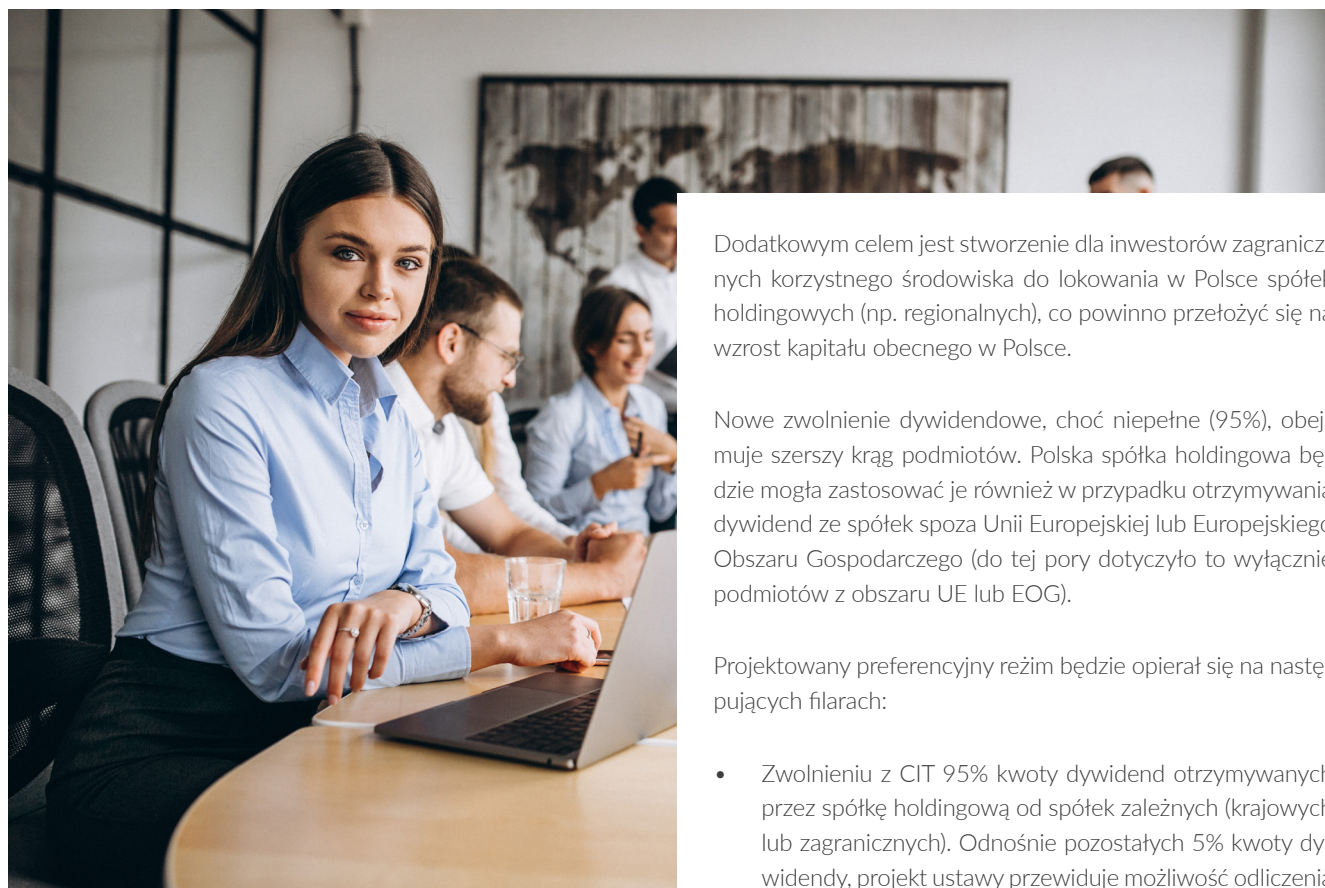 Dodatkowym celem jest stworzenie dla inwestorów zagranicz
nych korzystnego środowiska do lokowania w Polsce spółek
holdingowych (np. regionalnych), co powinno przełożyć się na
wzrost kapitału obecnego w Polsce.
Nowe zwolnienie dywidendowe, choć niepełne (95%), obej
muje szerszy krąg podmiotów. Polska spółka holdingowa bę
dzie mogła zastosować je również w przypadku otrzymywania
dywidend ze spółek spoza Unii Europejskiej lub Europejskiego
Obszaru Gospodarczego (do tej pory dotyczyło to wyłącznie
podmiotów z obszaru UE lub EOG).
Projektowany preferencyjny reżim będzie opierał się na nastę
pujących filarach:
• Zwolnieniu z CIT 95% kwoty dywidend otrzymywanych
przez spółkę holdingową od spółek zależnych (krajowych
lub zagranicznych). Odnośnie pozostałych 5% kwoty dy
widendy, projekt ustawy przewiduje możliwość odliczenia